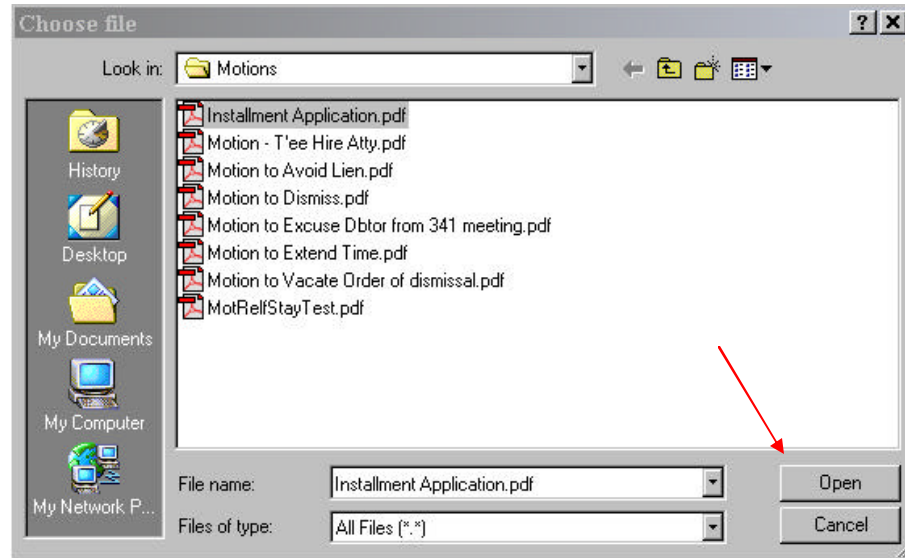 Choose file
Look in: Motions
Installment Application.pdf
Motion - T'ee Hire Atty.pdf
Motion to Avoid Lien.pdf
Motion to Dismiss.pdf
Motion to Excuse Dbtor from 341 meeting.pdf
Motion to Extend Time.pdf
Motion to Vacate Order of dismissal.pdf
MotRelfStayTest.pdf
History
Desktop
My Documents
My Computer
My Network P...
File name: Installment Application.pdf Open
Files of type: All Files (*.*) Cancel